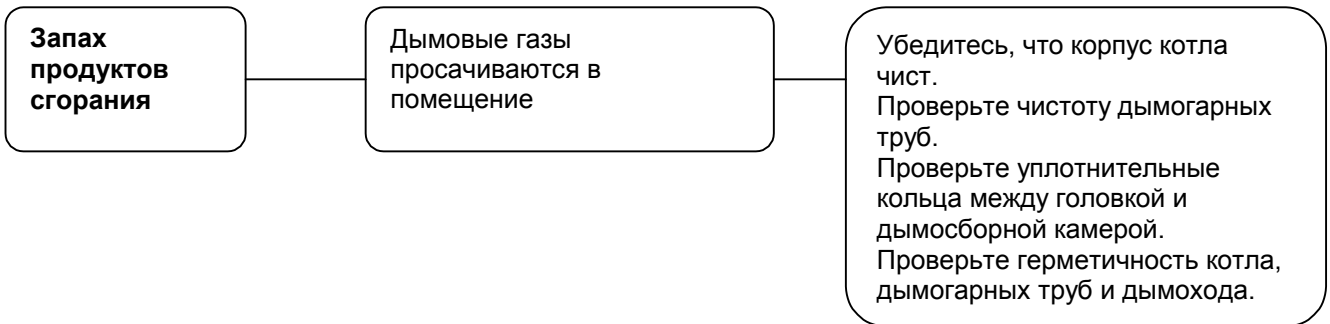 Запах
продуктов
сгорания
Дымовые газы
просачиваются в
помещение
Убедитесь, что корпус котла
чист.
Проверьте чистоту дымогарных
труб.
Проверьте уплотнительные
кольца между головкой и
дымосборной камерой.
Проверьте герметичность котла,
дымогарных труб и дымохода.